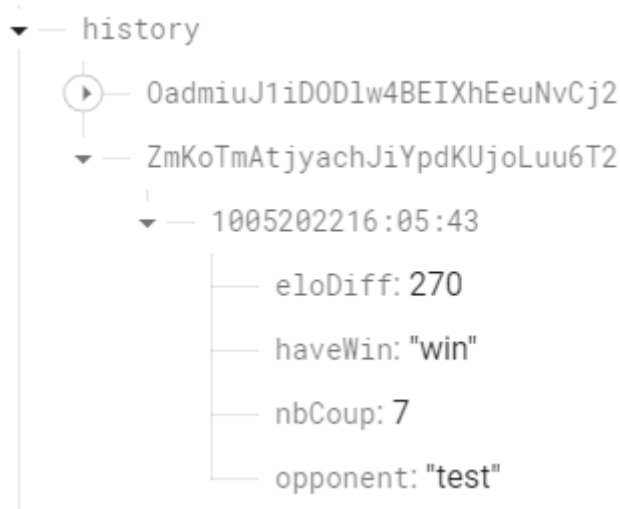 history
OadmiuJ1iDODlw4BEIXhEeuNvCj2
ZmKoTmAtjyachJiYpdKUjoLuu6T2
1005202216:05:43
eloDiff: 270
haveWin: "win"
nbCoup: 7
opponent: "test"